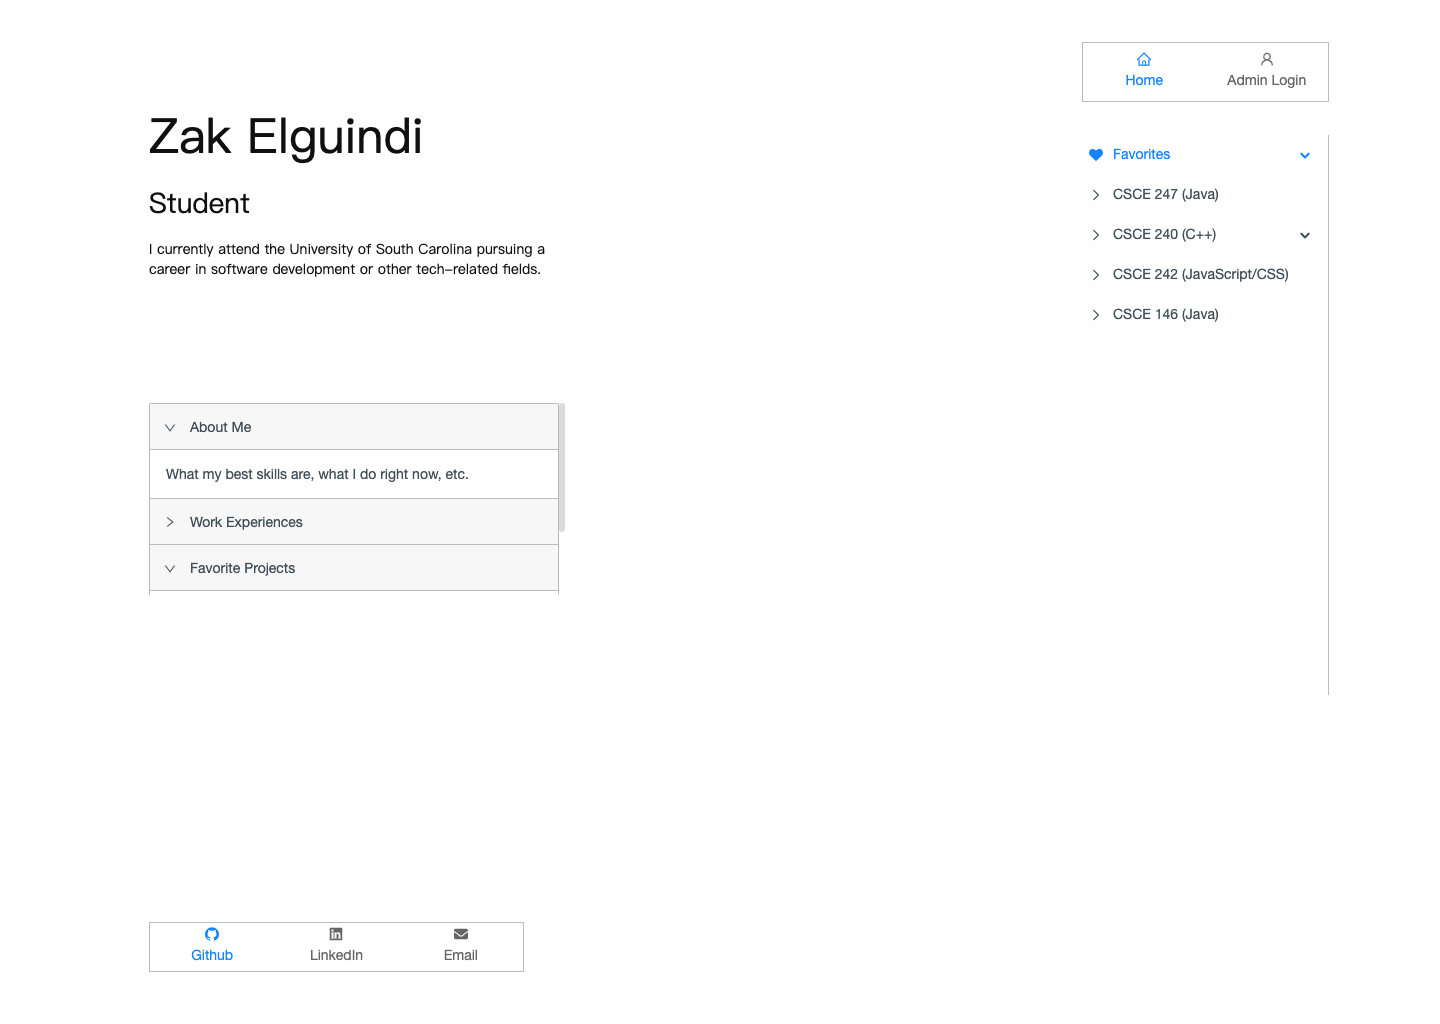 Home
Admin Login
Zak Elguindi
Student
I currently attend the University of South Carolina pursuing a
career in software development or other tech-related fields.
Favorites
CSCE 247 (Java)
CSCE 240 (C++)
CSCE 242 (JavaScript/CSS)
CSCE 146 (Java)
About Me
What my best skills are, what I do right now, etc.
Work Experiences
Favorite Projects
Github
LinkedIn
Email